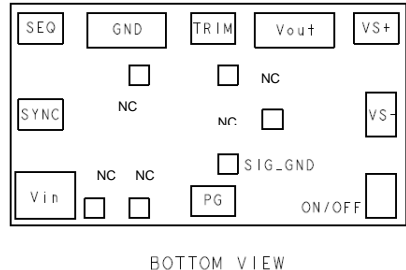 SEQ GND TRIM Vout VS+
NC
NC
SYNC NC VS-
SIG_GND
NC NC
Vin PG ON/OFF
BOTTOM VIEW